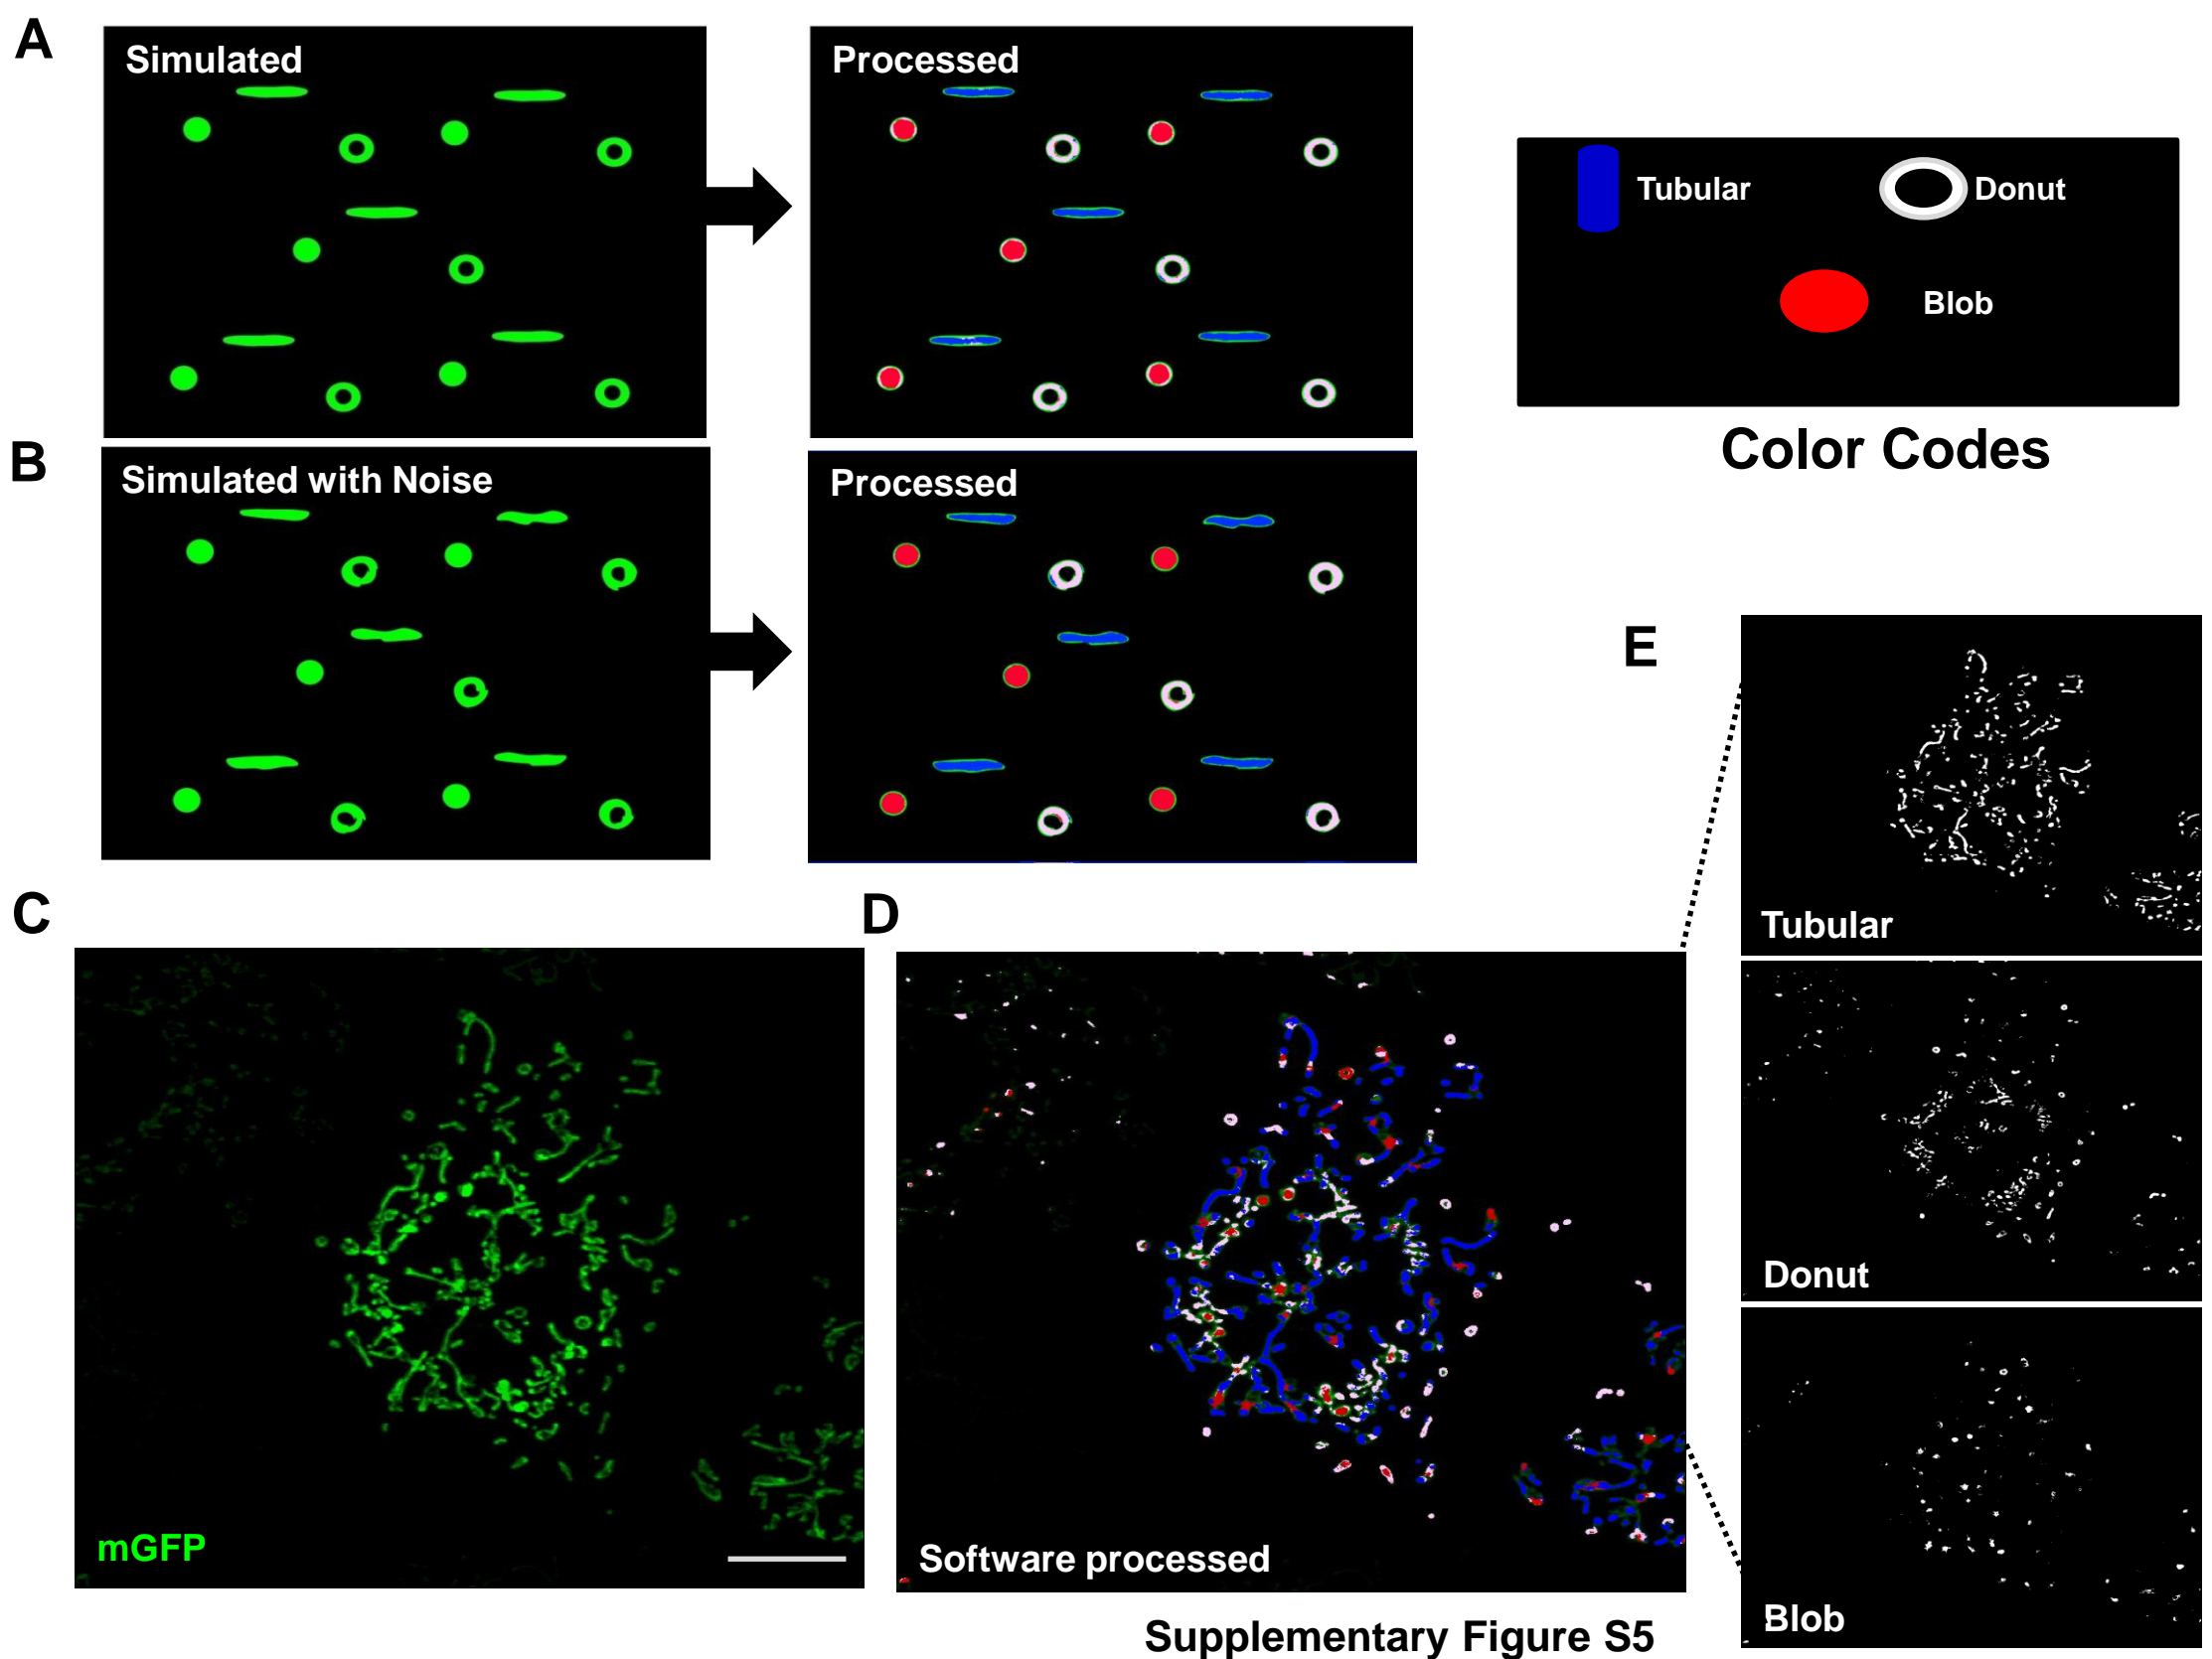 A
Simulated
Processed
Tubular
Donut
Blob
Color Codes
B
Simulated with Noise
Processed
C
mGFP
D
Software processed
E
Tubular
Donut
Blob
Supplementary Figure S5